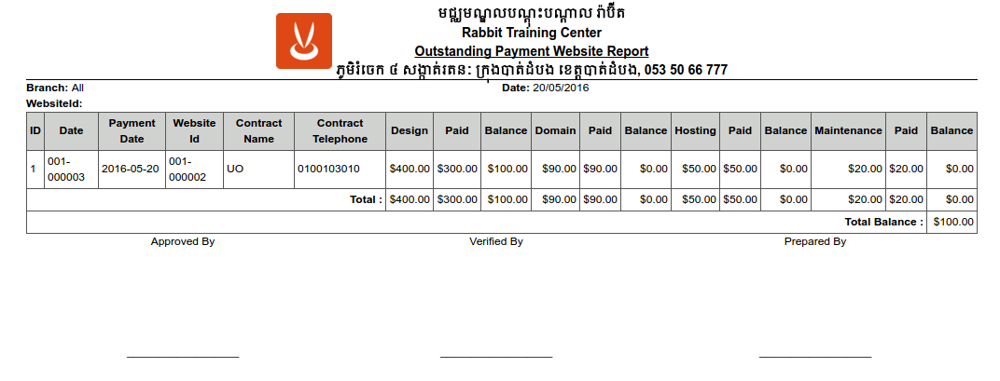 មជ្ឈមណ្ឌលបណ្តុះបណ្តាល រ៉ាប៊ីត
Rabbit Training Center
Outstanding Payment Website Report
ភូមិរំចេក ៤ សង្កាត់រតនៈ ក្រុងបាត់ដំបង ខេត្តបាត់ដំបង, 053 50 66 777
Branch: All Date: 20/05/2016
WebsiteId:
ID Date Payment Date Website Id Contract Name Contract Telephone Design Paid Balance Domain Paid Balance Hosting Paid Balance Maintenance Paid Balance
1 001-000003 2016-05-20 001-000002 UO 0100103010 $400.00 $300.00 $100.00 $90.00 $90.00 $0.00 $50.00 $50.00 $0.00 $20.00 $20.00 $0.00
Total : $400.00 $300.00 $100.00 $90.00 $90.00 $0.00 $50.00 $50.00 $0.00 $20.00 $20.00 $0.00
Total Balance : $100.00
Approved By Verified By Prepared By